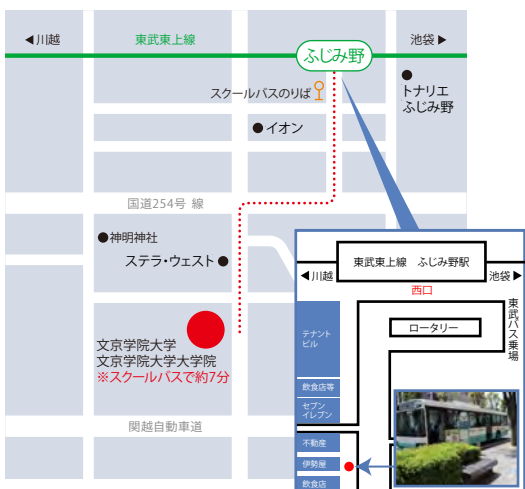 ◀川越
東武東上線
池袋▶
ふじみ野
スクールバスのりば
●トナリエ
ふじみ野
●イオン
国道254号 線
●神明神社
ステラ・ウェスト●
文京学院大学
文京学院大学大学院
※スクールバスで約7分
関越自動車道
東武東上線 ふじみ野駅
◀川越
池袋▶
西口
東武バス乗場
ロータリー
テナント
ビル
飲食店等
セブン
イレブン
不動産
伊勢屋
飲食店